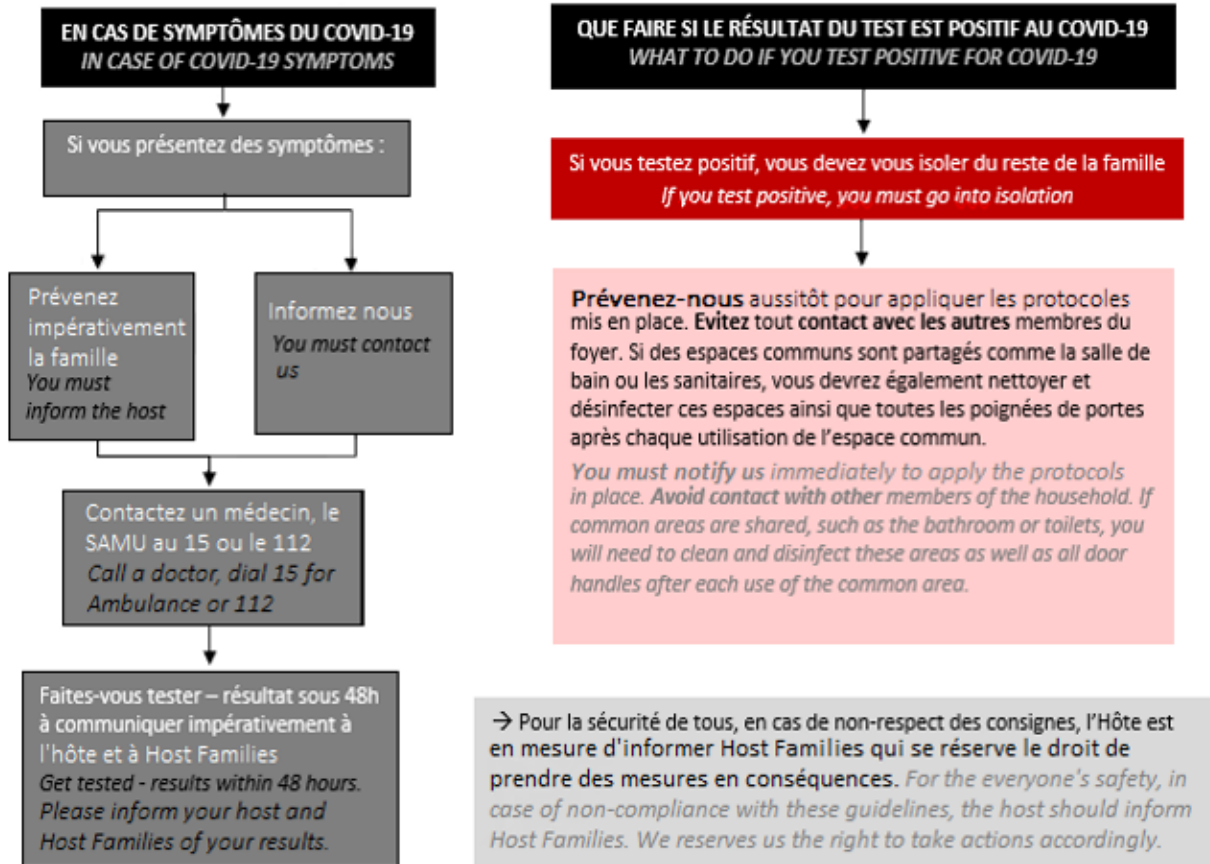 EN CAS DE SYMPTÔMES DU COVID-19
IN CASE OF COVID-19 SYMPTOMS
Si vous présentez des symptômes :
Prévenez
impérativement
la famille
You must
inform the host
Informez nous
You must contact
us
Contactez un médecin, le
SAMU au 15 ou le 112
Call a doctor, dial 15 for
Ambulance or 112
Faites-vous tester – résultat sous 48h
à communiquer impérativement à
l'hôte et à Host Families
Get tested - results within 48 hours.
Please inform your host and
Host Families of your results.
QUE FAIRE SI LE RÉSULTAT DU TEST EST POSITIF AU COVID-19
WHAT TO DO IF YOU TEST POSITIVE FOR COVID-19
Si vous testez positif, vous devez vous isoler du reste de la famille
If you test positive, you must go into isolation
Prévenez-nous aussitôt pour appliquer les protocoles
mis en place. Evitez tout contact avec les autres membres du
foyer. Si des espaces communs sont partagés comme la salle de
bain ou les sanitaires, vous devrez également nettoyer et
désinfecter ces espaces ainsi que toutes les poignées de portes
après chaque utilisation de l'espace commun.
You must notify us immediately to apply the protocols
in place. Avoid contact with other members of the household. If
common areas are shared, such as the bathroom or toilets, you
will need to clean and disinfect these areas as well as all door
handles after each use of the common area.
→ Pour la sécurité de tous, en cas de non-respect des consignes, l'Hôte est
en mesure d'informer Host Families qui se réserve le droit de
prendre des mesures en conséquences. For the everyone's safety, in
case of non-compliance with these guidelines, the host should inform
Host Families. We reserves us the right to take actions accordingly.